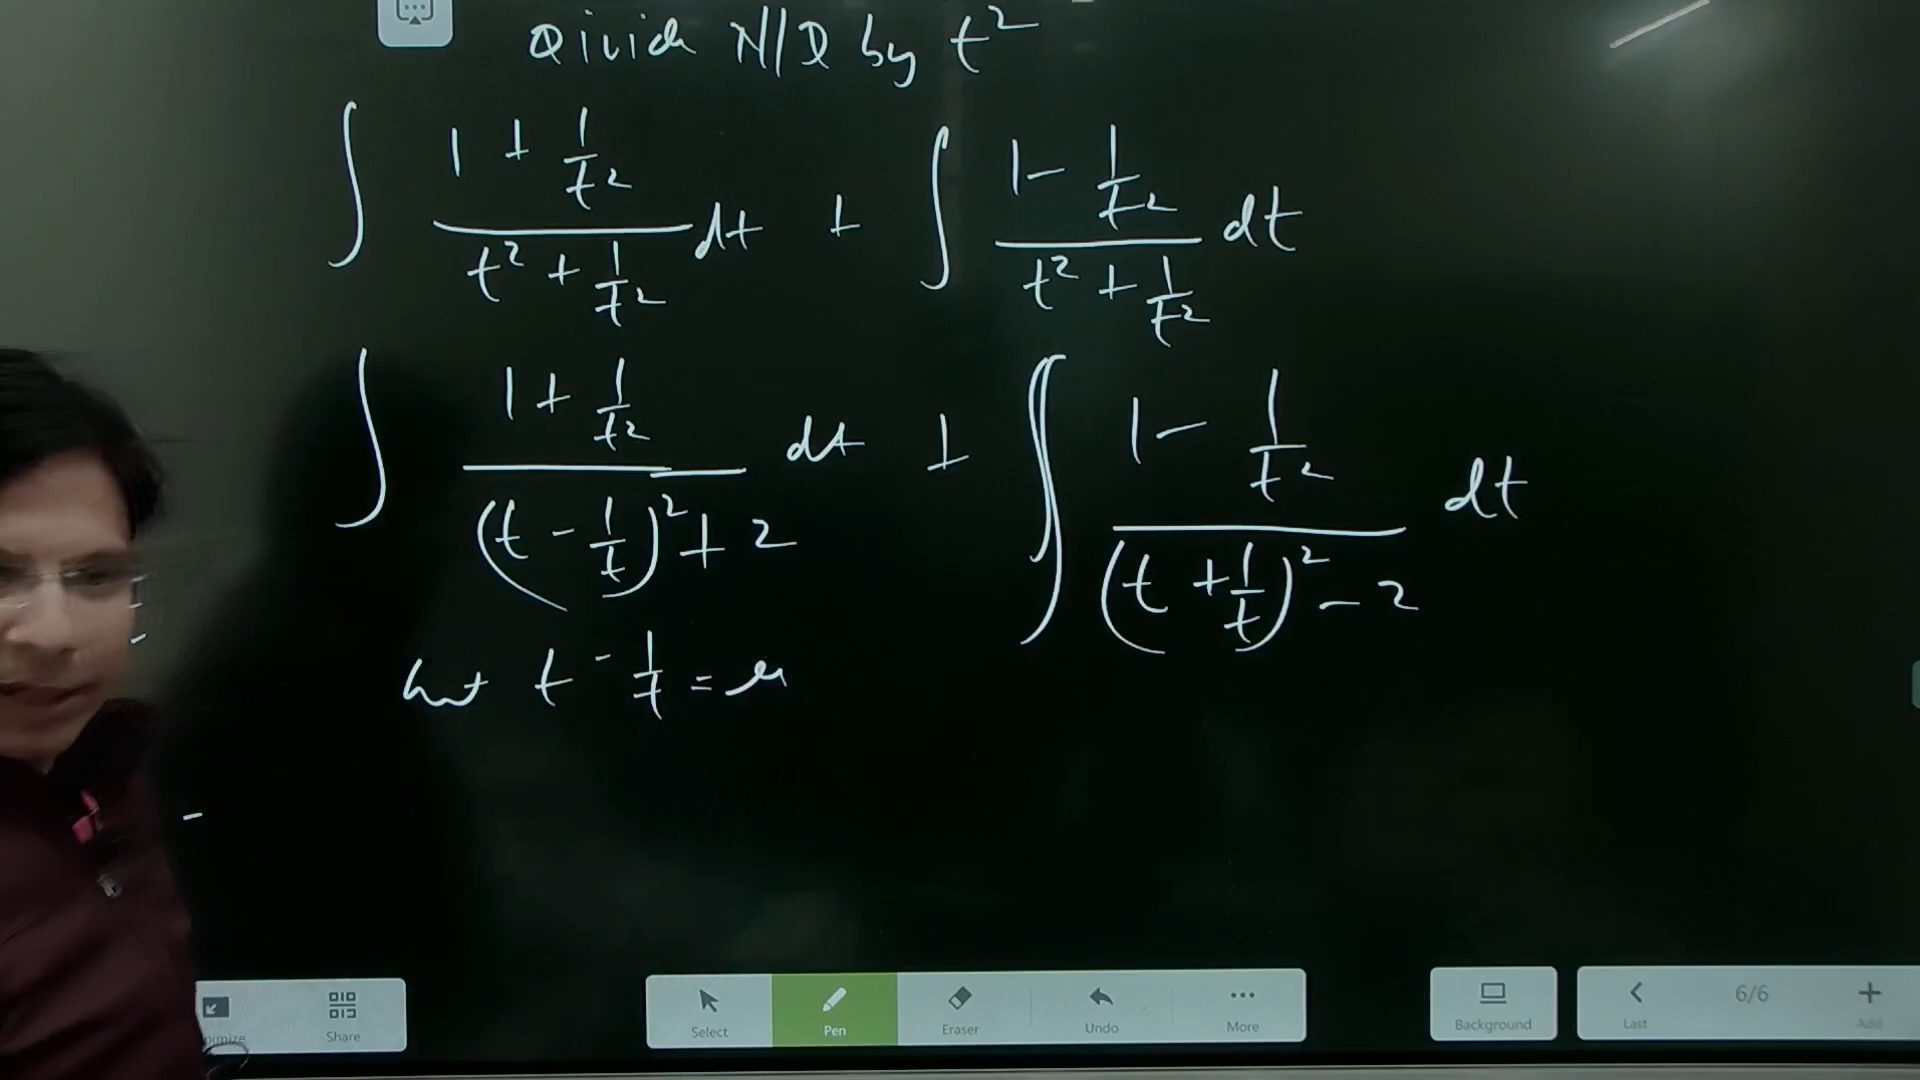 Divide N/D by t²
∫ (1 + 1/t²)/(t² + 1/t²) dt + ∫ (1 - 1/t²)/(t² + 1/t²) dt
∫ (1 + 1/t²)/((t - 1/t)² + 2) dt + ∫ (1 - 1/t²)/((t + 1/t)² - 2) dt
let t - 1/t = u
Share
Select
Pen
Eraser
Undo
More
Background
Last
6/6
Add